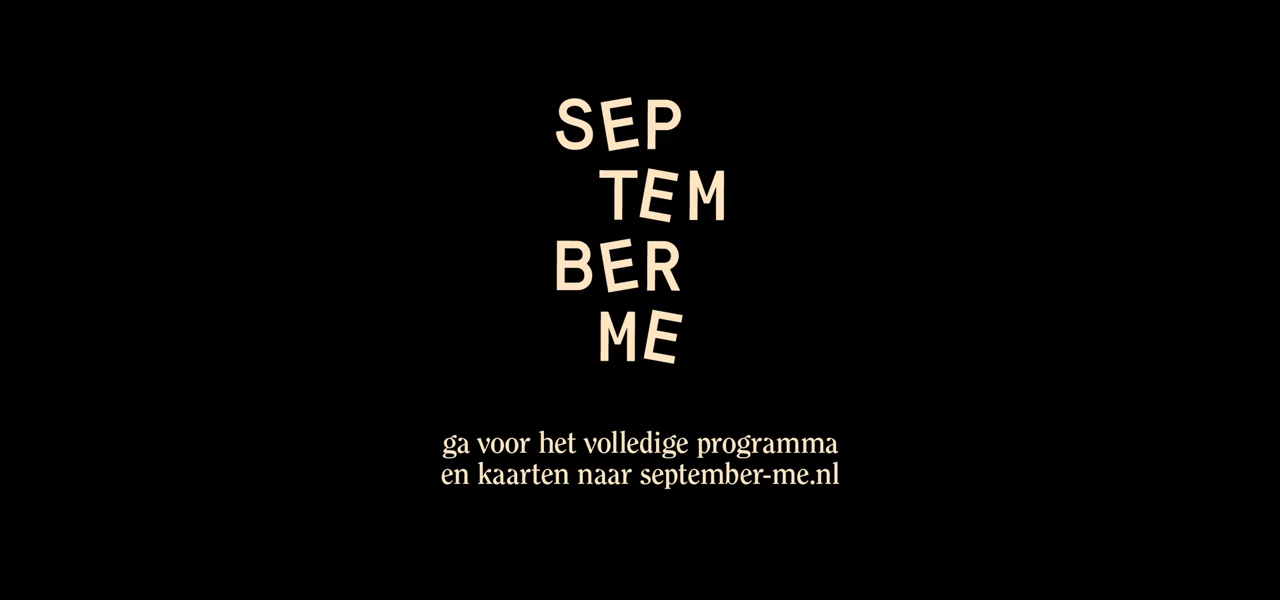 SEP
TEM
BER
ME
ga voor het volledige programma
en kaarten naar september-me.nl